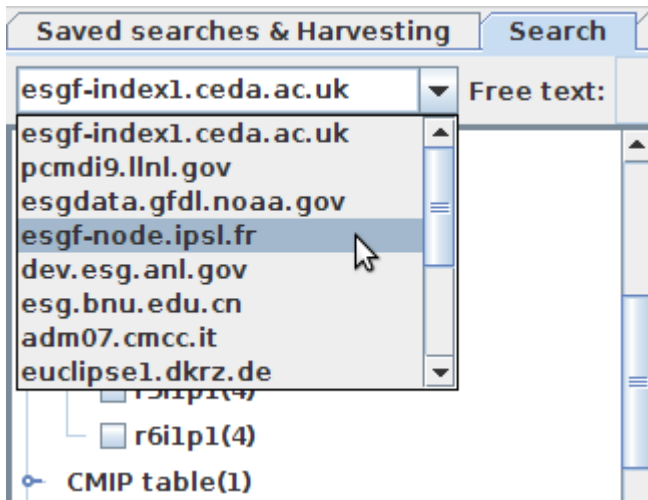 Saved searches & Harvesting Search
esgf-index1.ceda.ac.uk Free text:
esgf-index1.ceda.ac.uk
pcmdi9.llnl.gov
esgdata.gfdl.noaa.gov
esgf-node.ipsl.fr
dev.esg.anl.gov
esg.bnu.edu.cn
adm07.cmcc.it
euclipse1.dkrz.de
r6i1p1(4)
CMIP table(1)